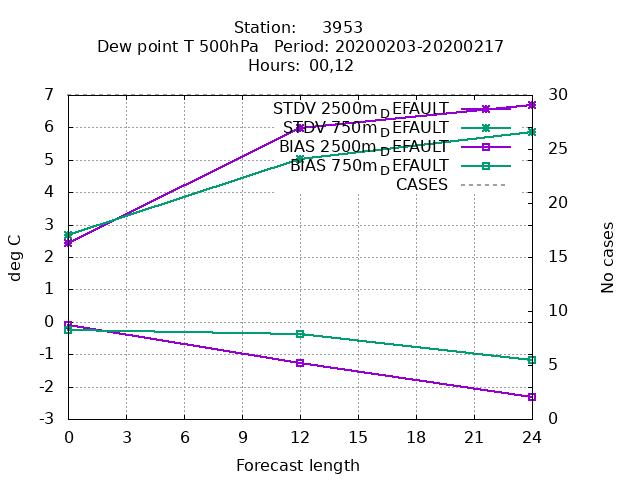 Station: 3953
Dew point T 500hPa Period: 20200203-20200217
Hours: 00,12
7 30
STDV 2500m_DEFAULT
6 STDV 750m_DEFAULT
25
BIAS 2500m_DEFAULT
5 BIAS 750m_DEFAULT
CASES
4
20
3
deg C
2 15
No cases
1
0 10
-1
5
-2
-3 0
0 3 6 9 12 15 18 21 24
Forecast length